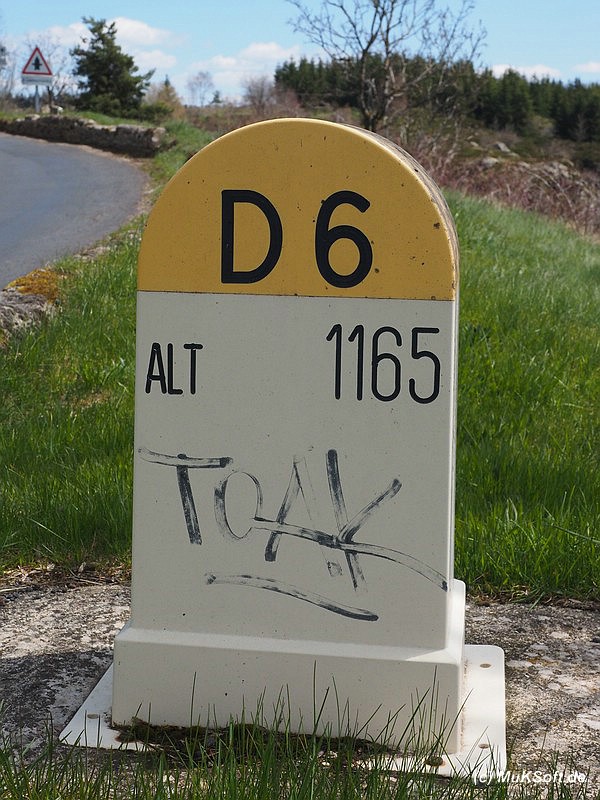 D 6
ALT 1165
TOAK
(c) MuKSoft.de